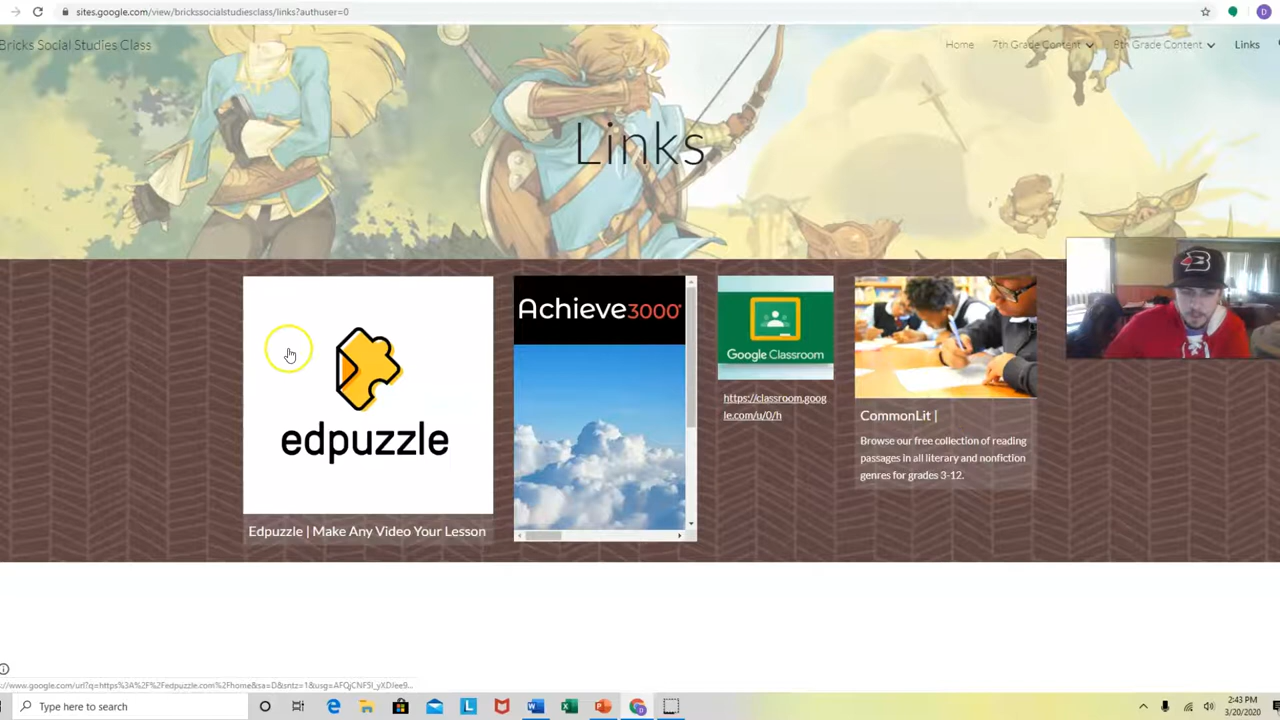 sites.google.com/view/brickssocialstudiesclass/links?authuser=0
D
Bricks Social Studies Class
Home
7th Grade Content
8th Grade Content
Links
Links
edpuzzle
Edpuzzle | Make Any Video Your Lesson
Achieve3000
Google Classroom
https://classroom.goog
le.com/u/0/h
CommonLit |
Browse our free collection of reading
passages in all literary and nonfiction
genres for grades 3-12.
B
Type here to search
2:43 PM
3/20/2020